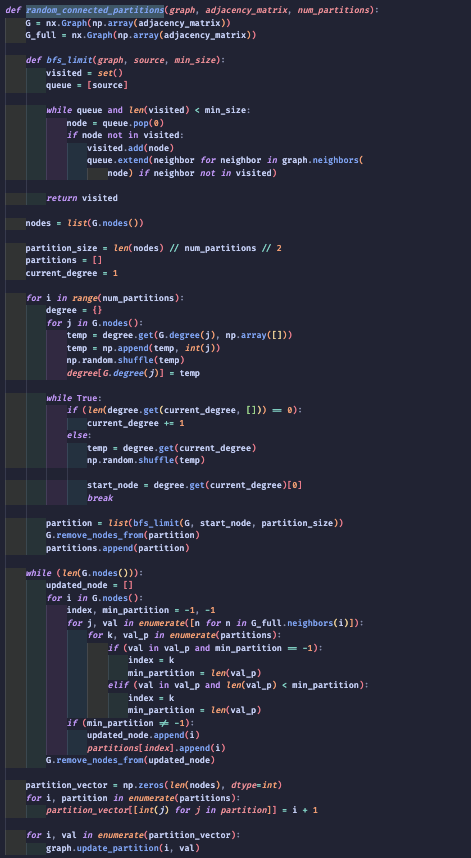 def random_connected_partitions(graph, adjacency_matrix, num_partitions):
    G = nx.Graph(np.array(adjacency_matrix))
    G_full = nx.Graph(np.array(adjacency_matrix))

    def bfs_limit(graph, source, min_size):
        visited = set()
        queue = [source]

        while queue and len(visited) < min_size:
            node = queue.pop(0)
            if node not in visited:
                visited.add(node)
                queue.extend(neighbor for neighbor in graph.neighbors(
                    node) if neighbor not in visited)

        return visited

    nodes = list(G.nodes())

    partition_size = len(nodes) // num_partitions // 2
    partitions = []
    current_degree = 1

    for i in range(num_partitions):
        degree = {}
        for j in G.nodes():
            temp = degree.get(G.degree(j), np.array([]))
            temp = np.append(temp, int(j))
            np.random.shuffle(temp)
            degree[G.degree(j)] = temp

        while True:
            if (len(degree.get(current_degree, [])) == 0):
                current_degree += 1
            else:
                temp = degree.get(current_degree)
                np.random.shuffle(temp)

                start_node = degree.get(current_degree)[0]
                break

        partition = list(bfs_limit(G, start_node, partition_size))
        G.remove_nodes_from(partition)
        partitions.append(partition)

    while (len(G.nodes())):
        updated_node = []
        for i in G.nodes():
            index, min_partition = -1, -1
            for j, val in enumerate([n for n in G_full.neighbors(i)]):
                for k, val_p in enumerate(partitions):
                    if (val in val_p and min_partition == -1):
                        index = k
                        min_partition = len(val_p)
                    elif (val in val_p and len(val_p) < min_partition):
                        index = k
                        min_partition = len(val_p)
            if (min_partition ≠ -1):
                updated_node.append(i)
                partitions[index].append(i)
        G.remove_nodes_from(updated_node)

    partition_vector = np.zeros(len(nodes), dtype=int)
    for i, partition in enumerate(partitions):
        partition_vector[[int(j) for j in partition]] = i + 1

    for i, val in enumerate(partition_vector):
        graph.update_partition(i, val)